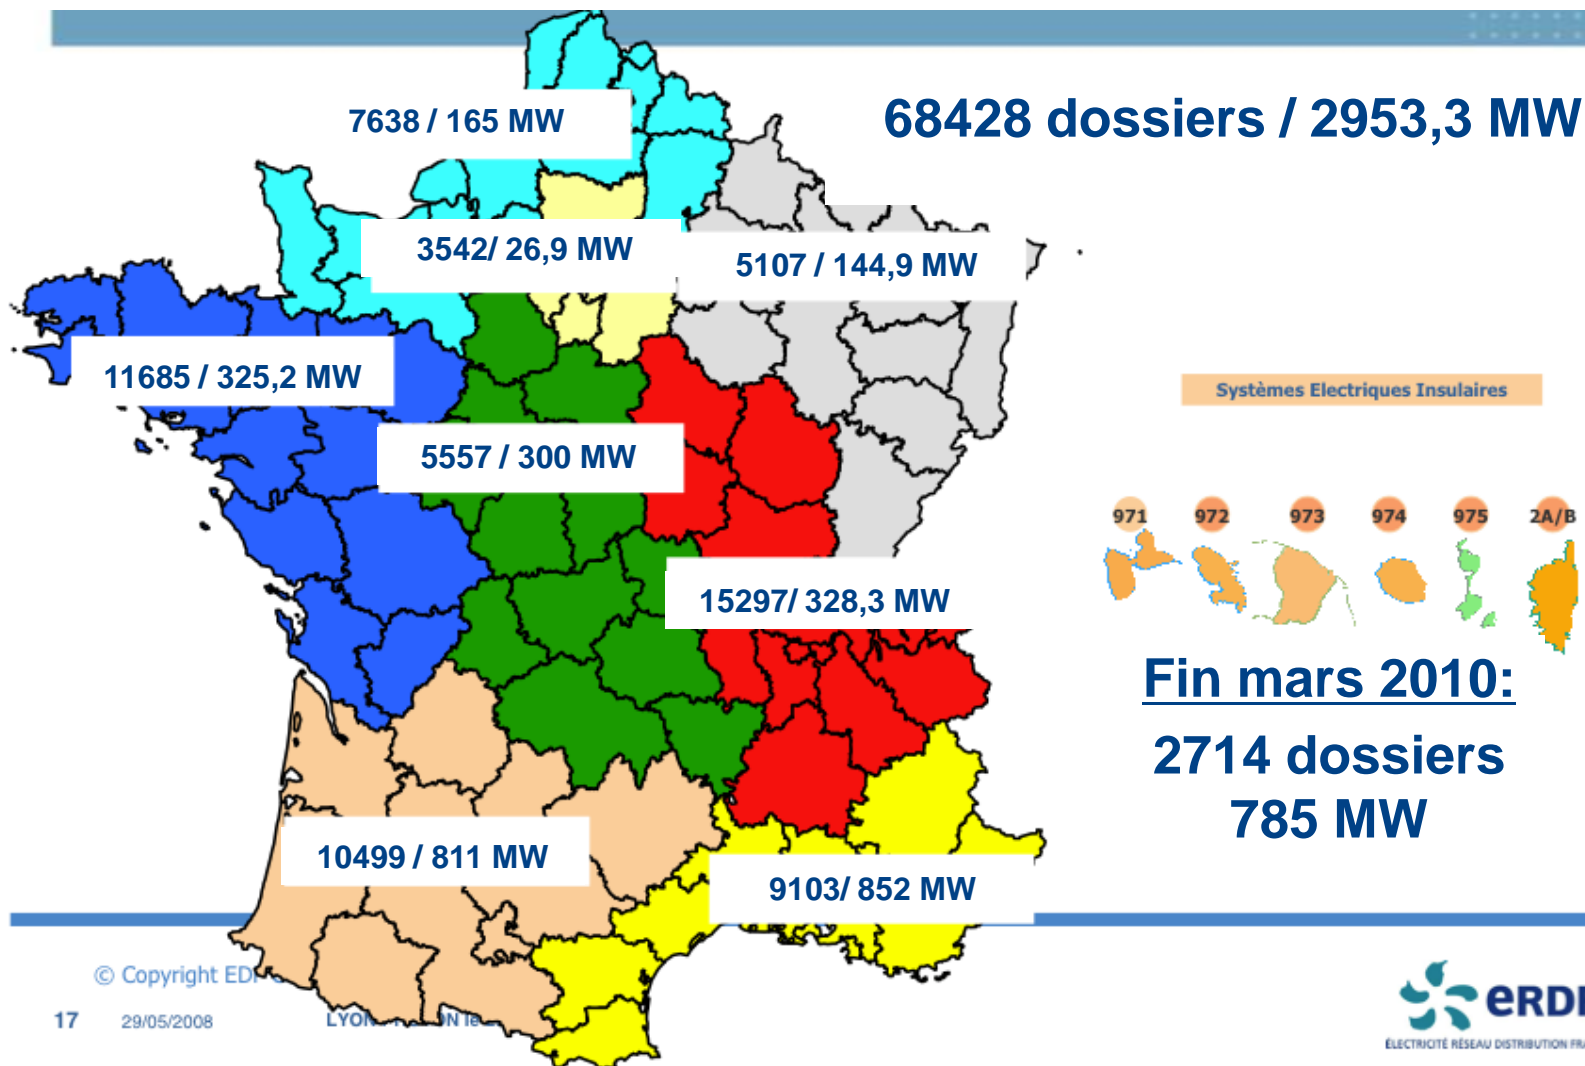 7638 / 165 MW
68428 dossiers / 2953,3 MW
3542/ 26,9 MW
5107 / 144,9 MW
11685 / 325,2 MW
Systèmes Electriques Insulaires
5557 / 300 MW
971 972 973 974 975 2A/B
15297/ 328,3 MW
Fin mars 2010:
2714 dossiers
785 MW
10499 / 811 MW
9103/ 852 MW
© Copyright
17 29/05/2008
ÉLECTRICITÉ RÉSEAU DISTRIBUTION